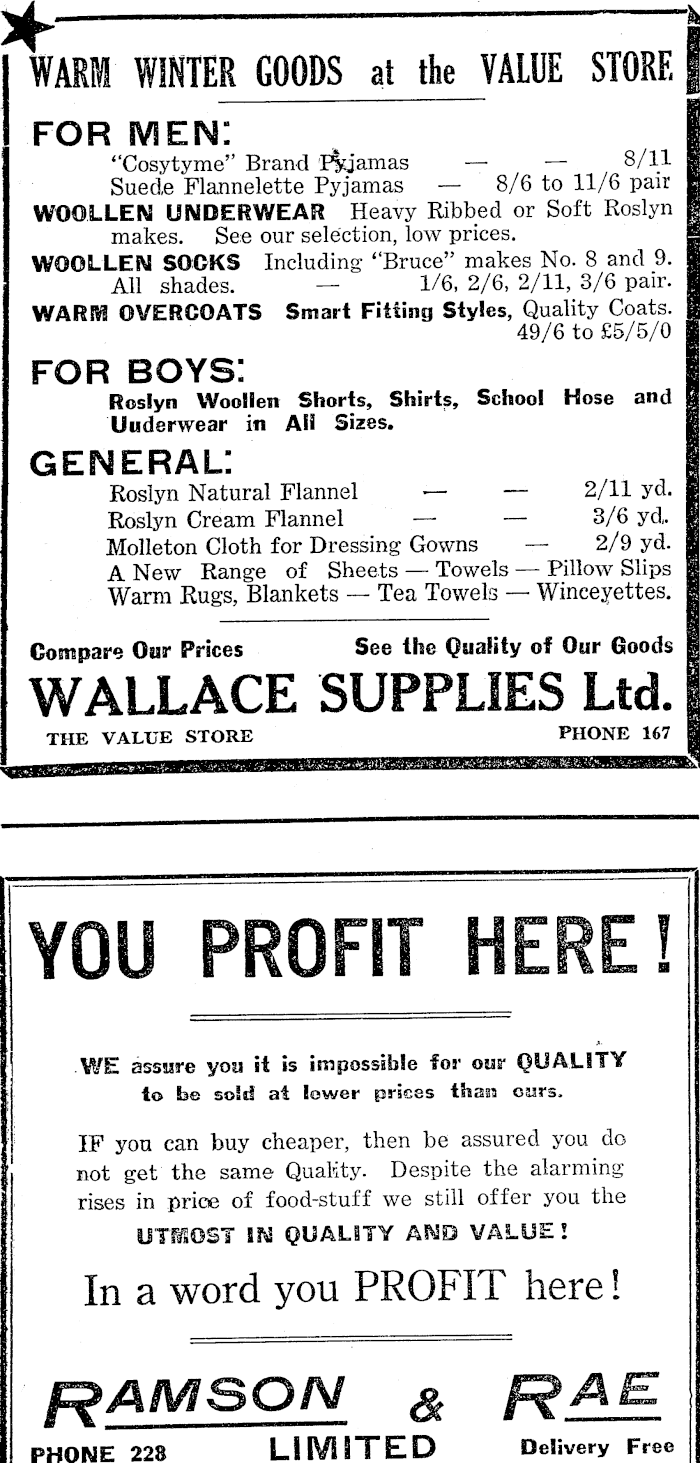 WARM WINTER GOODS at the VALUE STORE
FOR MEN:
"Cosytyme" Brand Pyjamas — — 8/11
Suede Flannelette Pyjamas — 8/6 to 11/6 pair
WOOLLEN UNDERWEAR Heavy Ribbed or Soft Roslyn
makes. See our selection, low prices.
WOOLLEN SOCKS Including "Bruce" makes No. 8 and 9.
All shades. — 1/6, 2/6, 2/11, 3/6 pair.
WARM OVERCOATS Smart Fitting Styles, Quality Coats.
49/6 to £5/5/0
FOR BOYS:
Roslyn Woollen Shorts, Shirts, School Hose and
Uuderwear in All Sizes.
GENERAL:
Roslyn Natural Flannel — — 2/11 yd.
Roslyn Cream Flannel — — 3/6 yd.
Molleton Cloth for Dressing Gowns — 2/9 yd.
A New Range of Sheets — Towels — Pillow Slips
Warm Rugs, Blankets — Tea Towels — Winceyettes.
Compare Our Prices See the Quality of Our Goods
WALLACE SUPPLIES Ltd.
THE VALUE STORE PHONE 167
YOU PROFIT HERE!
WE assure you it is impossible for our QUALITY
to be sold at lower prices than ours.
IF you can buy cheaper, then be assured you do
not get the same Quality. Despite the alarming
rises in price of food-stuff we still offer you the
UTMOST IN QUALITY AND VALUE!
In a word you PROFIT here!
RAMSON & RAE
PHONE 228 LIMITED Delivery Free